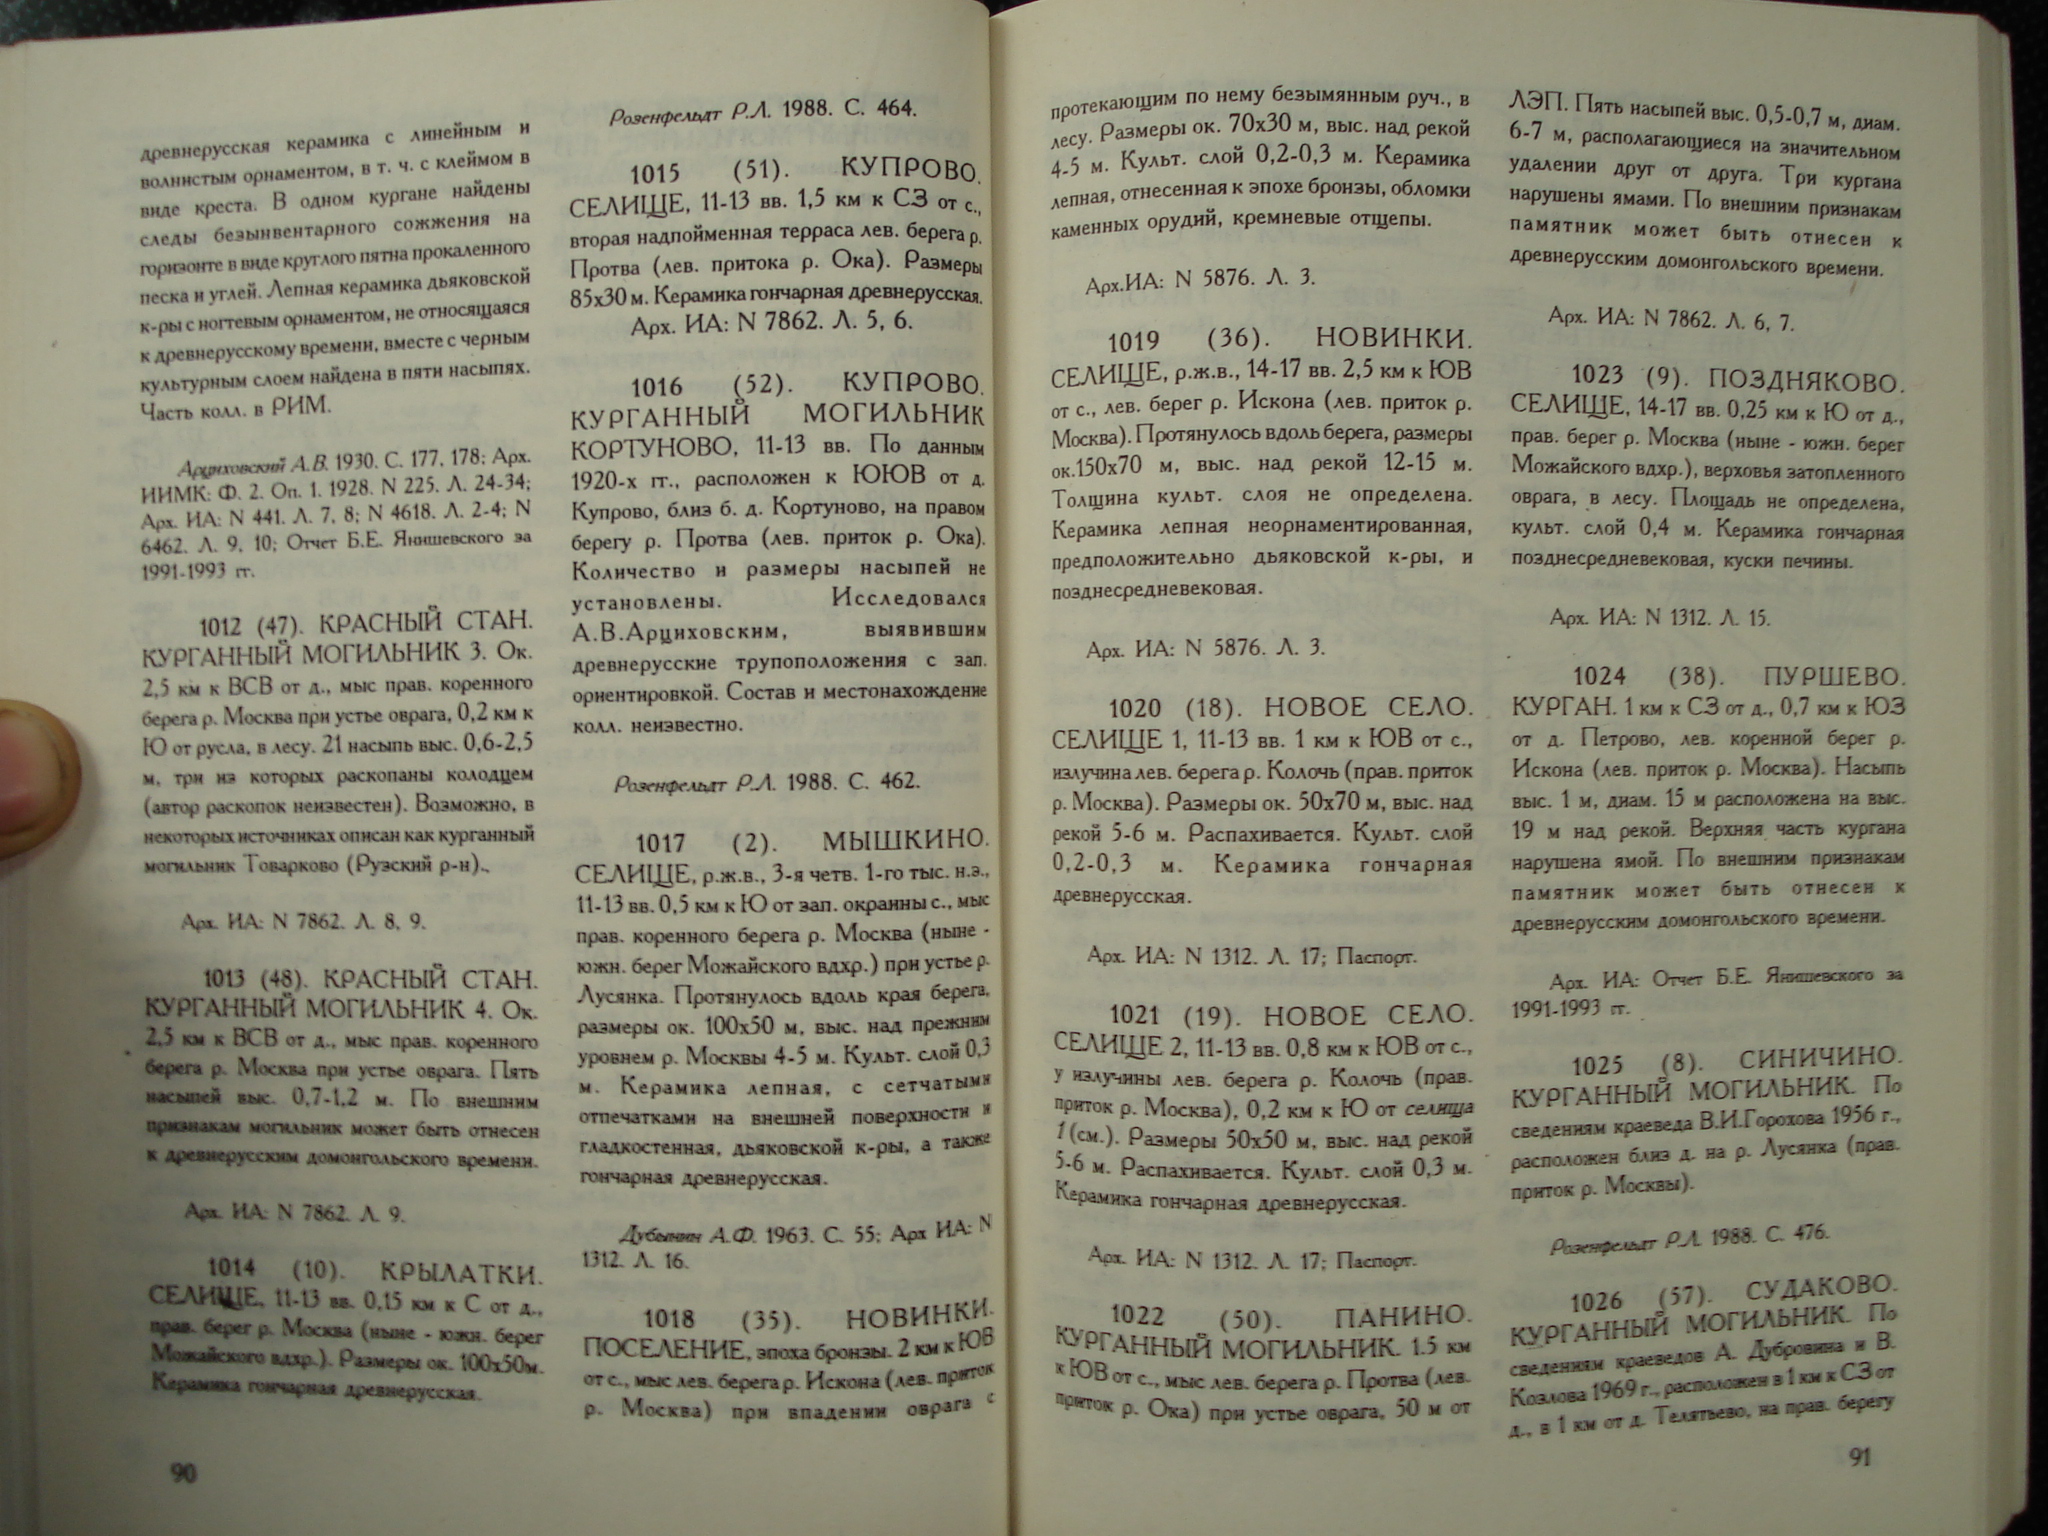 древнерусская керамика с линейным и
волнистым орнаментом, в т. ч. с клеймом в
виде креста. В одном кургане найдены
следы безынвентарного сожжения на
горизонте в виде круглого пятна прокаленного
песка и углей. Лепная керамика дьяковской
к-ры с ногтевым орнаментом, не относящаяся
к древнерусскому времени, вместе с черным
культурным слоем найдена в пяти насыпях.
Часть колл. в РИМ.
Арциховский А.В. 1930. С. 177, 178; Арх.
ИИМК: Ф. 2. Оп. 1. 1928. N 225. Л. 24-34;
Арх. ИА: N 441. Л. 7, 8; N 4618. Л. 2-4; N
6462. Л. 9, 10; Отчет Б.Е. Янишевского за
1991-1993 гг.
1012 (47). КРАСНЫЙ СТАН.
КУРГАННЫЙ МОГИЛЬНИК 3. Ок.
2,5 км к ВСВ от д., мыс прав. коренного
берега р. Москва при устье оврага, 0,2 км к
Ю от русла, в лесу. 21 насыпь выс. 0,6-2,5
м, три из которых раскопаны колодцем
(автор раскопок неизвестен). Возможно, в
некоторых источниках описан как курганный
могильник Товарково (Рузский р-н).,
Арх. ИА: N 7862. Л. 8, 9.
1013 (48). КРАСНЫЙ СТАН.
КУРГАННЫЙ МОГИЛЬНИК 4. Ок.
2,5 км к ВСВ от д., мыс прав. коренного
берега р. Москва при устье оврага. Пять
насыпей выс. 0,7-1,2 м. По внешним
признакам могильник может быть отнесен
к древнерусским домонгольского времени.
Арх. ИА: N 7862. Л. 9.
1014 (10). КРЫЛАТКИ.
СЕЛИЩЕ, 11-13 вв. 0,15 км к С от д.,
прав. берег р. Москва (ныне - южн. берег
Можайского вдхр.). Размеры ок. 100х50м.
Керамика гончарная древнерусская.
90
Розенфельдт Р.Л. 1988. С. 464.
1015 (51). КУПРОВО.
СЕЛИЩЕ, 11-13 вв. 1,5 км к СЗ от с.,
вторая надпойменная терраса лев. берега р.
Протва (лев. притока р. Ока). Размеры
85х30 м. Керамика гончарная древнерусская.
Арх. ИА: N 7862. Л. 5, 6.
1016 (52). КУПРОВО.
КУРГАННЫЙ МОГИЛЬНИК
КОРТУНОВО, 11-13 вв. По данным
1920-х гг., расположен к ЮЮВ от д.
Купрово, близ б. д. Кортуново, на правом
берегу р. Протва (лев. приток р. Ока).
Количество и размеры насыпей не
установлены. Исследовался
А.В.Арциховским, выявившим
древнерусские трупоположения с зап.
ориентировкой. Состав и местонахождение
колл. неизвестно.
Розенфельдт Р.Л. 1988. С. 462.
1017 (2). МЫШКИНО.
СЕЛИЩЕ, р.ж.в., 3-я четв. 1-го тыс. н.э.,
11-13 вв. 0,5 км к Ю от зап. окраины с., мыс
прав. коренного берега р. Москва (ныне -
южн. берег Можайского вдхр.) при устье р.
Лусянка. Протянулось вдоль края берега,
размеры ок. 100х50 м, выс. над прежним
уровнем р. Москвы 4-5 м. Культ. слой 0,3
м. Керамика лепная, с сетчатыми
отпечатками на внешней поверхности и
гладкостенная, дьяковской к-ры, а также
гончарная древнерусская.
Дубынин А.Ф. 1963. С. 55; Арх ИА: N
1312. Л. 16.
1018 (35). НОВИНКИ.
ПОСЕЛЕНИЕ, эпоха бронзы. 2 км к ЮВ
от с., мыс лев. берега р. Искона (лев. приток
р. Москва) при впадении оврага с
протекающим по нему безымянным руч., в
лесу. Размеры ок. 70х30 м, выс. над рекой
4-5 м. Культ. слой 0,2-0,3 м. Керамика
лепная, отнесенная к эпохе бронзы, обломки
каменных орудий, кремневые отщепы.
Арх.ИА: N 5876. Л. 3.
1019 (36). НОВИНКИ.
СЕЛИЩЕ, р.ж.в., 14-17 вв. 2,5 км к ЮВ
от с., лев. берег р. Искона (лев. приток р.
Москва). Протянулось вдоль берега, размеры
ок.150х70 м, выс. над рекой 12-15 м.
Толщина культ. слоя не определена.
Керамика лепная неорнаментированная,
предположительно дьяковской к-ры, и
позднесредневековая.
Арх. ИА: N 5876. Л. 3.
1020 (18). НОВОЕ СЕЛО.
СЕЛИЩЕ 1, 11-13 вв. 1 км к ЮВ от с.,
излучина лев. берега р. Колочь (прав. приток
р. Москва). Размеры ок. 50х70 м, выс. над
рекой 5-6 м. Распахивается. Культ. слой
0,2-0,3 м. Керамика гончарная
древнерусская.
Арх. ИА: N 1312. Л. 17; Паспорт.
1021 (19). НОВОЕ СЕЛО.
СЕЛИЩЕ 2, 11-13 вв. 0,8 км к ЮВ от с.,
у излучины лев. берега р. Колочь (прав.
приток р. Москва), 0,2 км к Ю от селища
1 (см.). Размеры 50х50 м, выс. над рекой
5-6 м. Распахивается. Культ. слой 0,3 м.
Керамика гончарная древнерусская.
Арх. ИА: N 1312. Л. 17; Паспорт.
1022 (50). ПАНИНО.
КУРГАННЫЙ МОГИЛЬНИК. 1.5 км
к ЮВ от с., мыс лев. берега р. Протва (лев.
приток р. Ока) при устье оврага, 50 м от
ЛЭП. Пять насыпей выс. 0,5-0,7 м, диам.
6-7 м, располагающиеся на значительном
удалении друг от друга. Три кургана
нарушены ямами. По внешним признакам
памятник может быть отнесен к
древнерусским домонгольского времени.
Арх. ИА: N 7862. Л. 6, 7.
1023 (9). ПОЗДНЯКОВО.
СЕЛИЩЕ, 14-17 вв. 0,25 км к Ю от д.,
прав. берег р. Москва (ныне - южн. берег
Можайского вдхр.), верховья затопленного
оврага, в лесу. Площадь не определена,
культ. слой 0,4 м. Керамика гончарная
позднесредневековая, куски печины.
Арх. ИА: N 1312. Л. 15.
1024 (38). ПУРШЕВО.
КУРГАН. 1 км к СЗ от д., 0,7 км к ЮЗ
от д. Петрово, лев. коренной берег р.
Искона (лев. приток р. Москва). Насыпь
выс. 1 м, диам. 15 м расположена на выс.
19 м над рекой. Верхняя часть кургана
нарушена ямой. По внешним признакам
памятник может быть отнесен к
древнерусским домонгольского времени.
Арх. ИА: Отчет Б.Е. Янишевского за
1991-1993 гг.
1025 (8). СИНИЧИНО.
КУРГАННЫЙ МОГИЛЬНИК. По
сведениям краеведа В.И.Горохова 1956 г.,
расположен близ д. на р. Лусянка (прав.
приток р. Москвы).
Розенфельдт Р.Л. 1988. С. 476.
1026 (57). СУДАКОВО.
КУРГАННЫЙ МОГИЛЬНИК. По
сведениям краеведов А. Дубровина и В.
Козлова 1969 г., расположен в 1 км к СЗ от
д., в 1 км от д. Телятьево, на прав. берегу
91